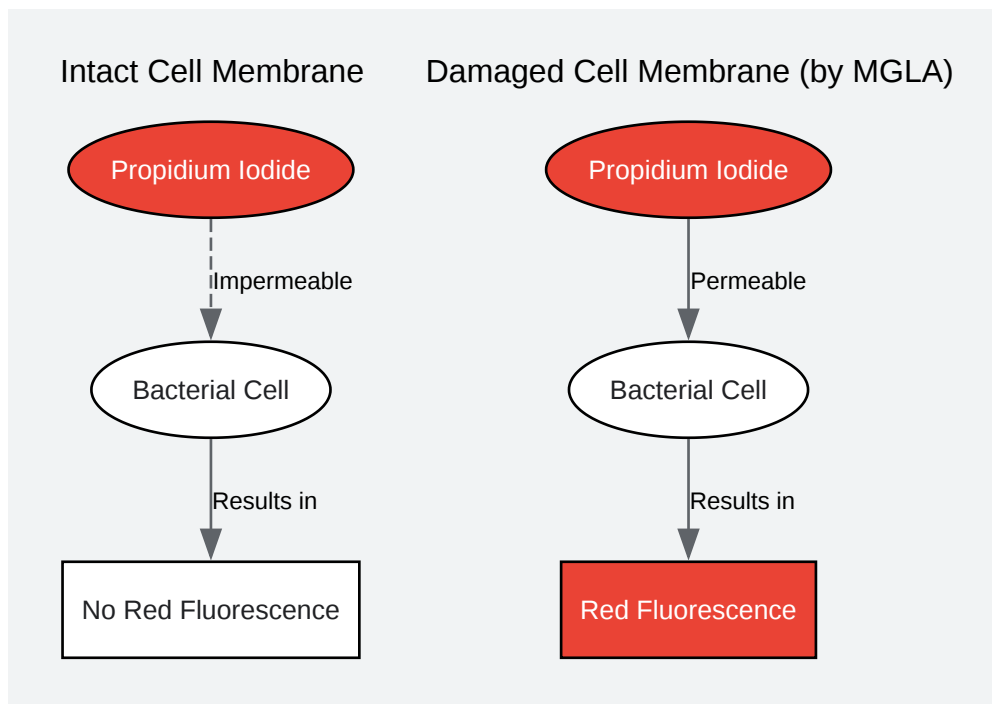 Intact Cell Membrane
Propidium Iodide
Impermeable
Bacterial Cell
Results in
No Red Fluorescence
Damaged Cell Membrane (by MGLA)
Propidium Iodide
Permeable
Bacterial Cell
Results in
Red Fluorescence